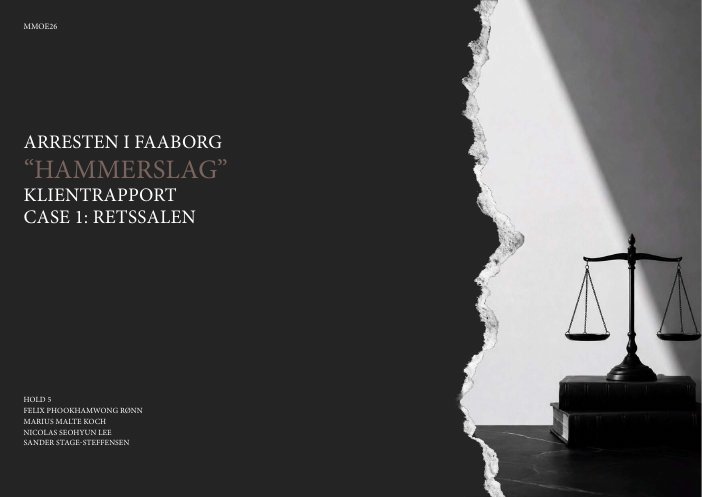 MMOE26
ARRESTEN I FAABORG
“HAMMERSLAG”
KLIENTRAPPORT
CASE 1: RETSSALEN
HOLD 5
FELIX PHOOKHAMWONG RØNN
MARIUS MALTE KOCH
NICOLAS SEOHYUN LEE
SANDER STAGE-STEFFENSEN